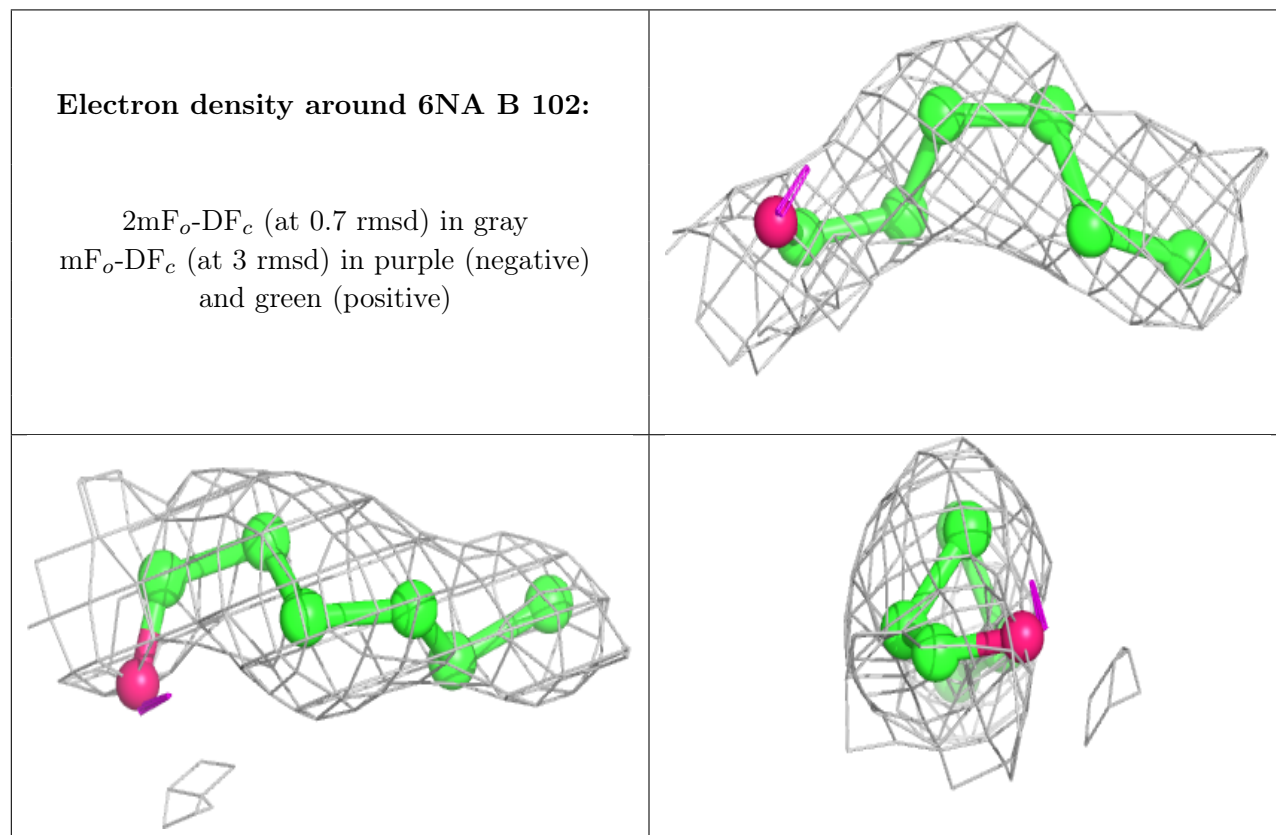 Electron density around 6NA B 102:
2mFo-DFc (at 0.7 rmsd) in gray
mFo-DFc (at 3 rmsd) in purple (negative)
and green (positive)